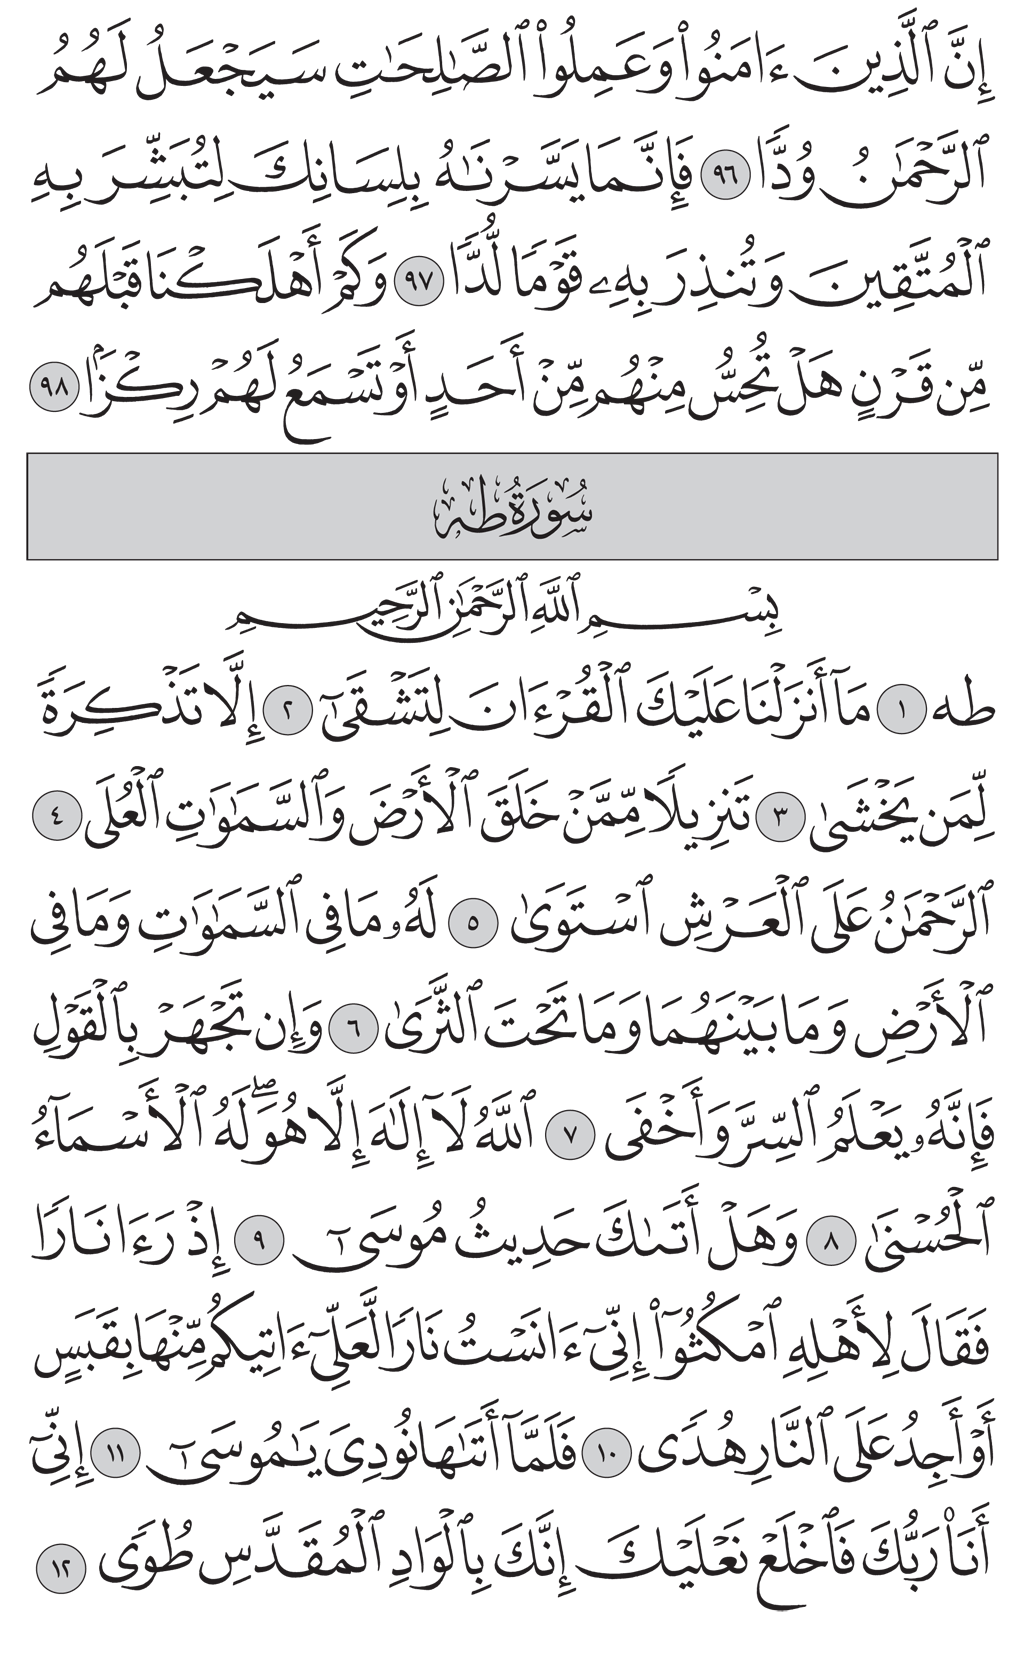 إِنَّ ٱلَّذِينَ ءَامَنُوا۟ وَعَمِلُوا۟ ٱلصَّـٰلِحَـٰتِ سَيَجْعَلُ لَهُمُ
ٱلرَّحْمَـٰنُ وُدًّا ٩٦ فَإِنَّمَا يَسَّرْنَـٰهُ بِلِسَانِكَ لِتُبَشِّرَ بِهِ
ٱلْمُتَّقِينَ وَتُنذِرَ بِهِۦ قَوْمًا لُّدًّا ٩٧ وَكَمْ أَهْلَكْنَا قَبْلَهُم
مِّن قَرْنٍ هَلْ تُحِسُّ مِنْهُم مِّنْ أَحَدٍ أَوْ تَسْمَعُ لَهُمْ رِكْزًۢا ٩٨
سُورَةُ طه
بِسْمِ ٱللَّهِ ٱلرَّحْمَـٰنِ ٱلرَّحِيمِ
طه ١ مَآ أَنزَلْنَا عَلَيْكَ ٱلْقُرْءَانَ لِتَشْقَىٰٓ ٢ إِلَّا تَذْكِرَةً
لِّمَن يَخْشَىٰ ٣ تَنزِيلًا مِّمَّنْ خَلَقَ ٱلْأَرْضَ وَٱلسَّمَـٰوَٰتِ ٱلْعُلَى ٤
ٱلرَّحْمَـٰنُ عَلَى ٱلْعَرْشِ ٱسْتَوَىٰ ٥ لَهُۥ مَا فِى ٱلسَّمَـٰوَٰتِ وَمَا فِى
ٱلْأَرْضِ وَمَا بَيْنَهُمَا وَمَا تَحْتَ ٱلثَّرَىٰ ٦ وَإِن تَجْهَرْ بِٱلْقَوْلِ
فَإِنَّهُۥ يَعْلَمُ ٱلسِّرَّ وَأَخْفَى ٧ ٱللَّهُ لَآ إِلَـٰهَ إِلَّا هُوَ ۖ لَهُ ٱلْأَسْمَآءُ
ٱلْحُسْنَىٰ ٨ وَهَلْ أَتَىٰكَ حَدِيثُ مُوسَىٰٓ ٩ إِذْ رَءَا نَارًا
فَقَالَ لِأَهْلِهِ ٱمْكُثُوٓا۟ إِنِّىٓ ءَانَسْتُ نَارًا لَّعَلِّىٓ ءَاتِيكُم مِّنْهَا بِقَبَسٍ
أَوْ أَجِدُ عَلَى ٱلنَّارِ هُدًى ١٠ فَلَمَّآ أَتَىٰهَا نُودِىَ يَـٰمُوسَىٰٓ ١١ إِنِّىٓ
أَنَا۠ رَبُّكَ فَٱخْلَعْ نَعْلَيْكَ إِنَّكَ بِٱلْوَادِ ٱلْمُقَدَّسِ طُوًى ١٢